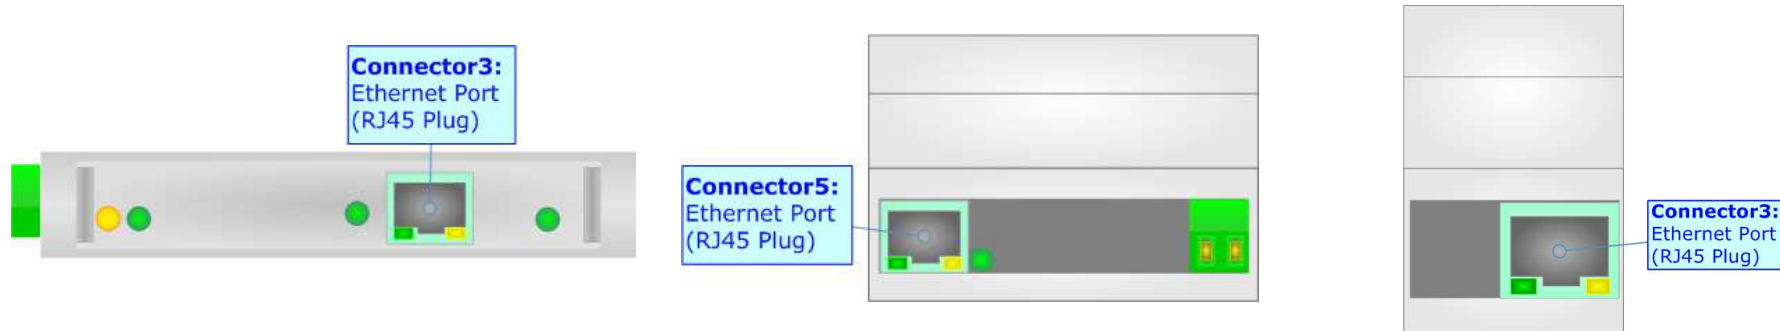 Connector3:
Ethernet Port
(RJ45 Plug)
Connector5:
Ethernet Port
(RJ45 Plug)
Connector3:
Ethernet Port
(RJ45 Plug)